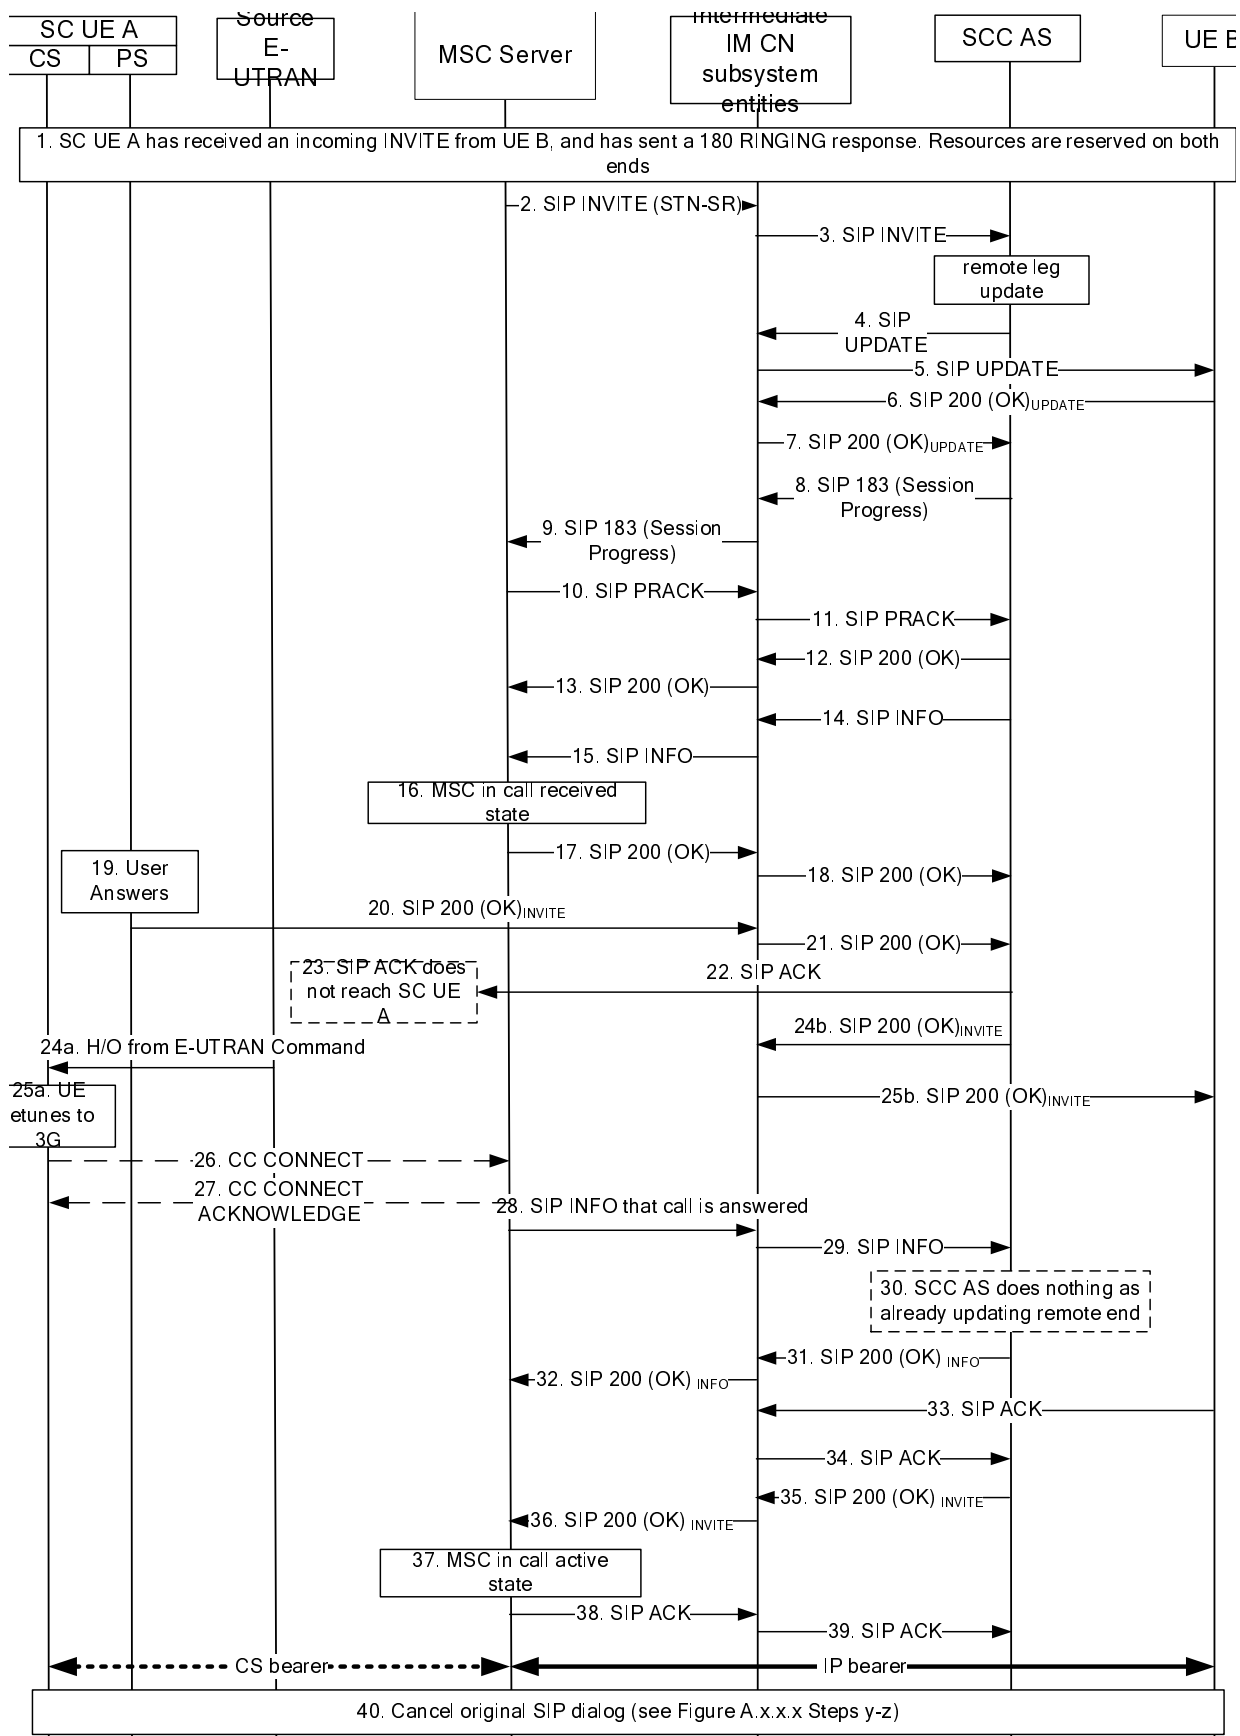 SC UE A
CS
PS
Source
E-
UTRAN
MSC Server
Intermediate
IM CN
subsystem
entities
SCC AS
UE B
1. SC UE A has received an incoming INVITE from UE B, and has sent a 180 RINGING response. Resources are reserved on both
ends
2. SIP INVITE (STN-SR)
3. SIP INVITE
remote leg
update
4. SIP
UPDATE
5. SIP UPDATE
6. SIP 200 (OK)UPDATE
7. SIP 200 (OK)UPDATE
8. SIP 183 (Session
Progress)
9. SIP 183 (Session
Progress)
10. SIP PRACK
11. SIP PRACK
12. SIP 200 (OK)
13. SIP 200 (OK)
14. SIP INFO
15. SIP INFO
16. MSC in call received
state
17. SIP 200 (OK)
18. SIP 200 (OK)
19. User
Answers
20. SIP 200 (OK)INVITE
21. SIP 200 (OK)
22. SIP ACK
23. SIP ACK does
not reach SC UE
A
24b. SIP 200 (OK)INVITE
24a. H/O from E-UTRAN Command
25a. UE
etunes to
3G
25b. SIP 200 (OK)INVITE
26. CC CONNECT
27. CC CONNECT
ACKNOWLEDGE
28. SIP INFO that call is answered
29. SIP INFO
30. SCC AS does nothing as
already updating remote end
31. SIP 200 (OK) INFO
32. SIP 200 (OK) INFO
33. SIP ACK
34. SIP ACK
35. SIP 200 (OK) INVITE
36. SIP 200 (OK) INVITE
37. MSC in call active
state
38. SIP ACK
39. SIP ACK
CS bearer
IP bearer
40. Cancel original SIP dialog (see Figure A.x.x.x Steps y-z)